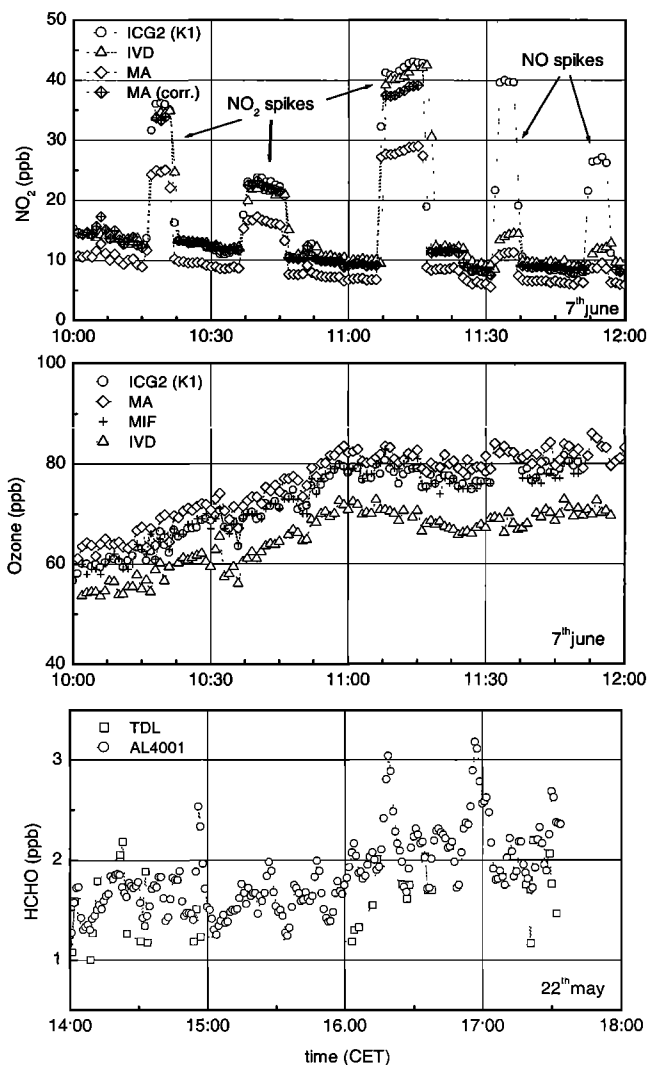 50
40
30
20
10
0
NO2 (ppb)
ICG2 (K1)
IVD
MA
MA (corr.)
NO2 spikes
NO spikes
7th june
10:00 10:30 11:00 11:30 12:00
100
80
60
40
Ozone (ppb)
ICG2 (K1)
MA
MIF
IVD
7th june
10:00 10:30 11:00 11:30 12:00
3
2
1
HCHO (ppb)
TDL
AL4001
22th may
14:00 15:00 16:00 17:00 18:00
time (CET)